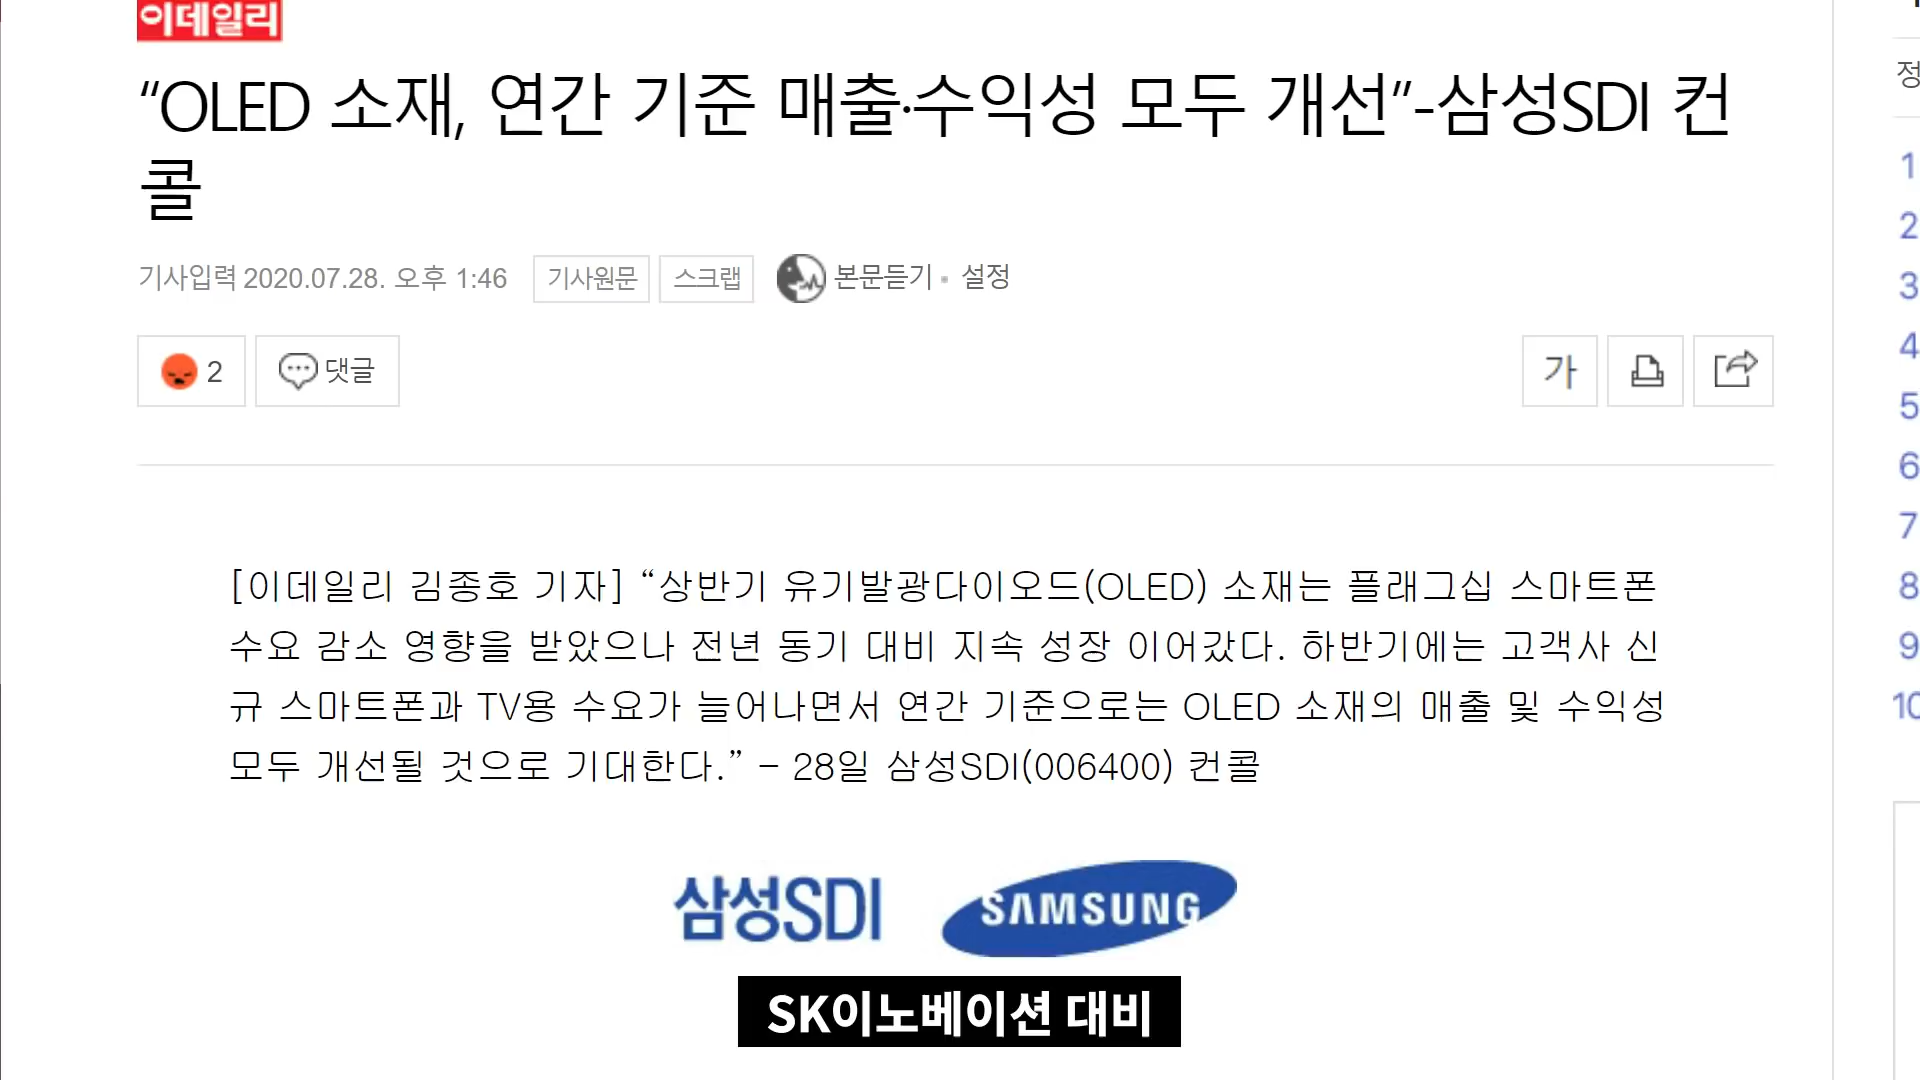 이데일리
“OLED 소재, 연간 기준 매출·수익성 모두 개선”-삼성SDI 컨
콜
기사입력 2020.07.28. 오후 1:46 기사원문 스크랩 본문듣기 · 설정
2 댓글 가
[이데일리 김종호 기자] “상반기 유기발광다이오드(OLED) 소재는 플래그십 스마트폰
수요 감소 영향을 받았으나 전년 동기 대비 지속 성장 이어갔다. 하반기에는 고객사 신
규 스마트폰과 TV용 수요가 늘어나면서 연간 기준으로는 OLED 소재의 매출 및 수익성
모두 개선될 것으로 기대한다.” – 28일 삼성SDI(006400) 컨콜
삼성SDI SAMSUNG
SK이노베이션 대비
정
1
2
3
4
5
6
7
8
9
10